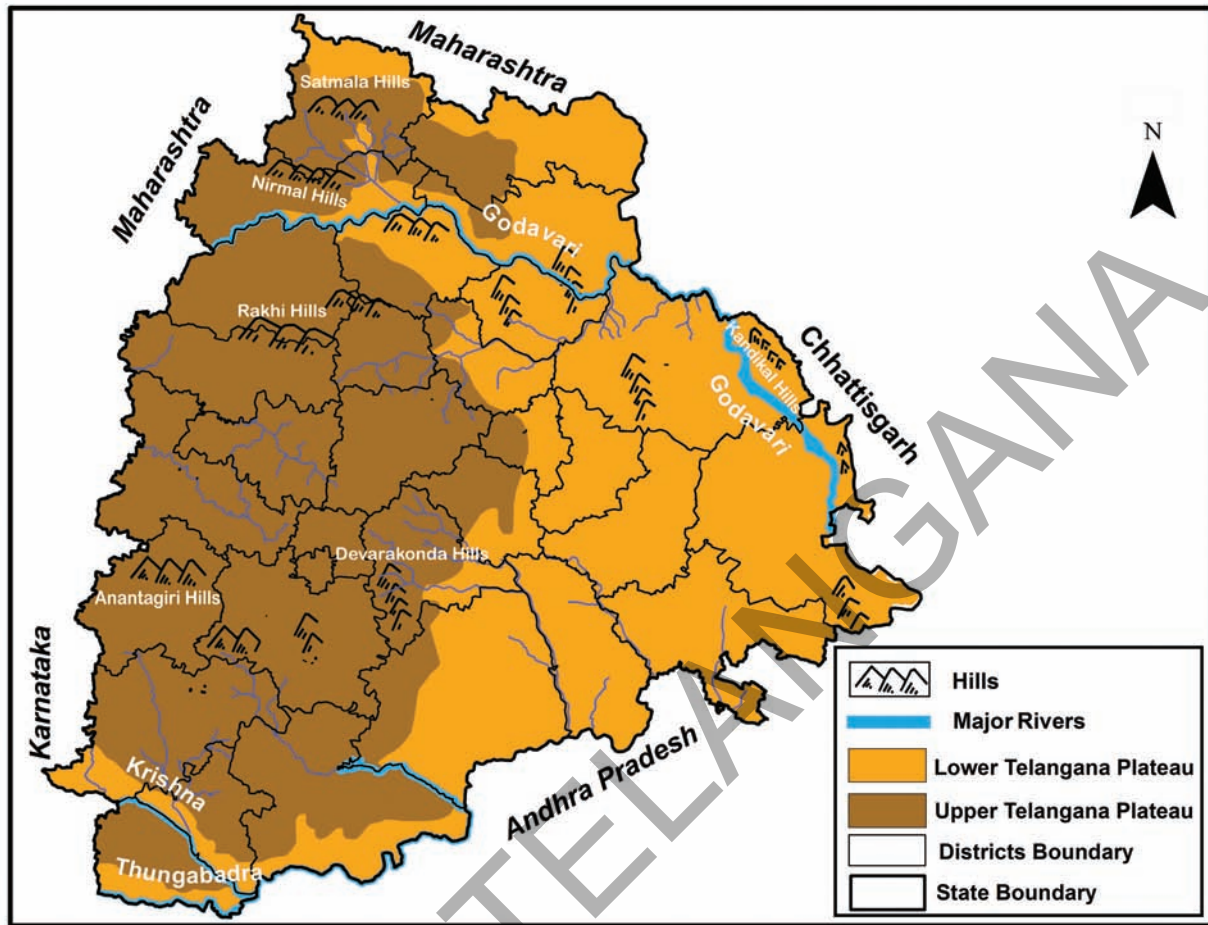 Maharashtra
Satmala Hills
Maharashtra
N
Nirmal Hills
Godavari
Rakhi Hills
Kandikal Hills
Chhattisgarh
Godavari
Devarakonda Hills
Anantagiri Hills
Karnataka
Krishna
Andhra Pradesh
Thungabadra
Hills
Major Rivers
Lower Telangana Plateau
Upper Telangana Plateau
Districts Boundary
State Boundary
TELANGANA